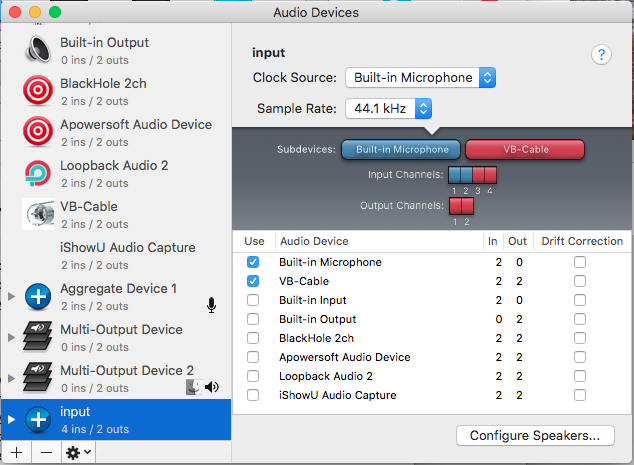 Audio Devices
Built-in Output
0 ins / 2 outs
BlackHole 2ch
2 ins / 2 outs
Apowersoft Audio Device
2 ins / 2 outs
Loopback Audio 2
2 ins / 2 outs
VB-Cable
2 ins / 2 outs
iShowU Audio Capture
2 ins / 2 outs
Aggregate Device 1
2 ins / 2 outs
Multi-Output Device
0 ins / 2 outs
Multi-Output Device 2
0 ins / 2 outs
input
4 ins / 2 outs
input
?
Clock Source: Built-in Microphone
Sample Rate: 44.1 kHz
Subdevices: Built-in Microphone VB-Cable
Input Channels:
1 2 3 4
Output Channels:
1 2
Use Audio Device In Out Drift Correction
Built-in Microphone 2 0
VB-Cable 2 2
Built-in Input 2 0
Built-in Output 0 2
BlackHole 2ch 2 2
Apowersoft Audio Device 2 2
Loopback Audio 2 2 2
iShowU Audio Capture 2 2
Configure Speakers...